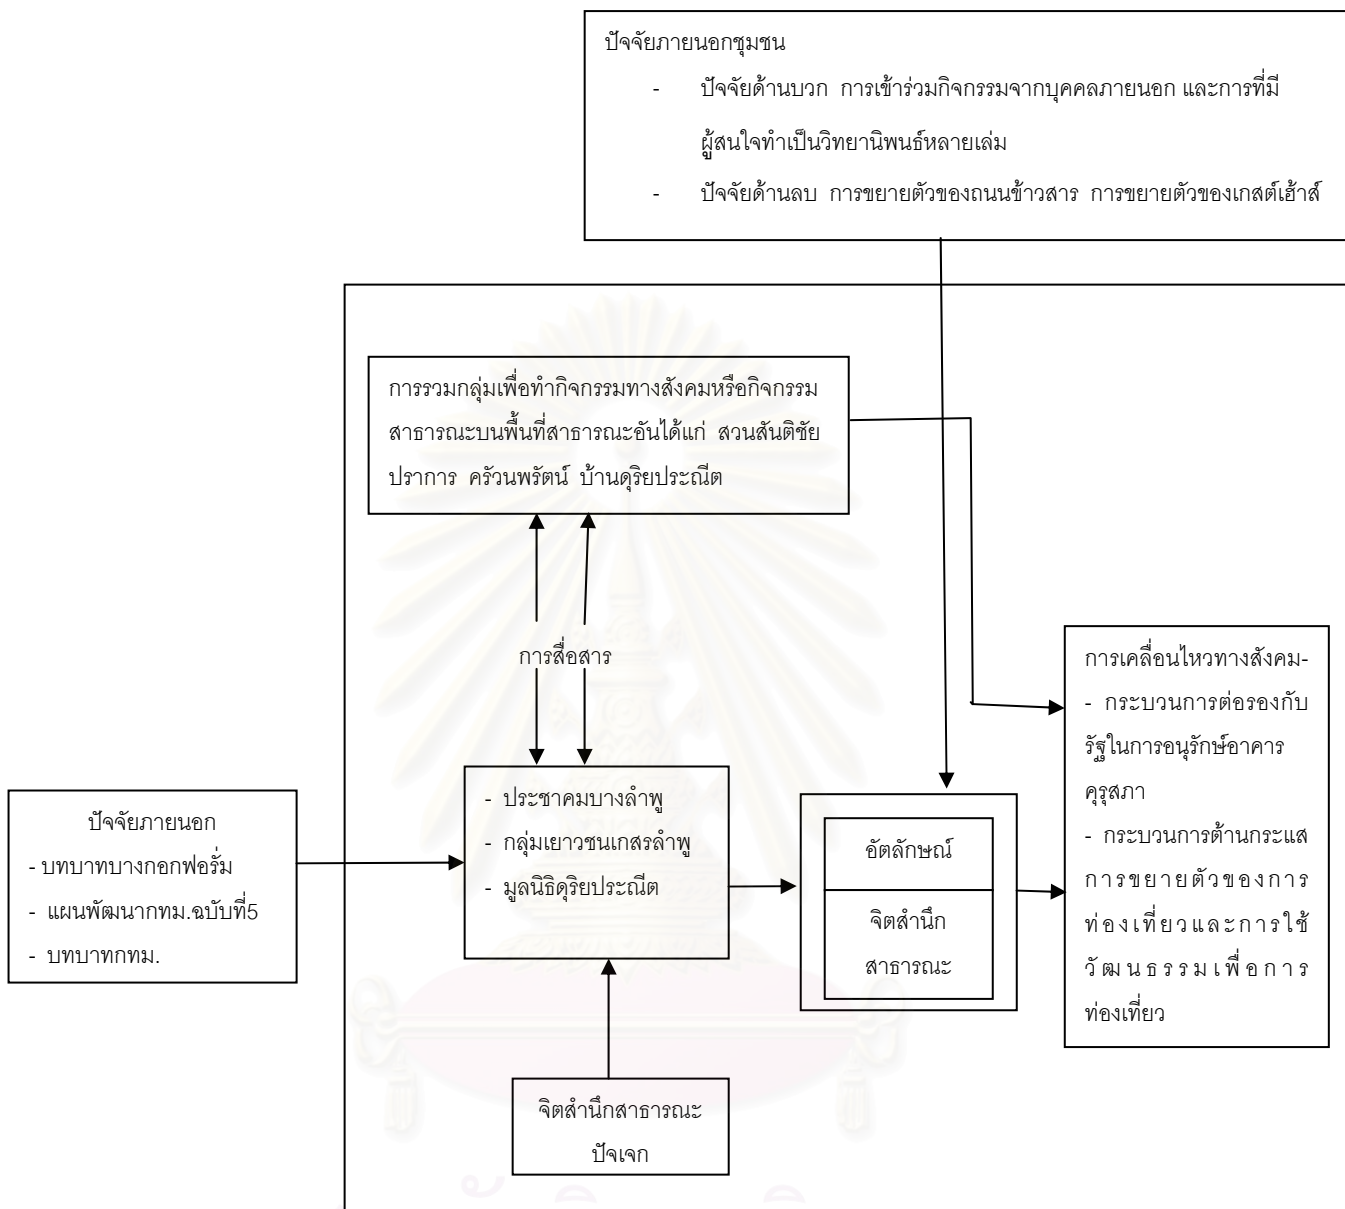 ปัจจัยภายนอกชุมชน
- ปัจจัยด้านบวก การเข้าร่วมกิจกรรมจากบุคคลภายนอก และการที่มี
ผู้สนใจทำเป็นวิทยานิพนธ์หลายเล่ม
- ปัจจัยด้านลบ การขยายตัวของถนนข้าวสาร การขยายตัวของเกสต์เฮ้าส์
การรวมกลุ่มเพื่อทำกิจกรรมทางสังคมหรือกิจกรรม
สาธารณะบนพื้นที่สาธารณะอันได้แก่ สวนสันติชัย
ปราการ ครัวนพรัตน์ บ้านดุริยประณีต
การสื่อสาร
ปัจจัยภายนอก
- บทบาทบางกอกฟอรั่ม
- แผนพัฒนากทม.ฉบับที่5
- บทบาทกทม.
- ประชาคมบางลำพู
- กลุ่มเยาวชนเกสรลำพู
- มูลนิธิดุริยประณีต
อัตลักษณ์
จิตสำนึก
สาธารณะ
การเคลื่อนไหวทางสังคม-
- กระบวนการต่อรองกับ
รัฐในการอนุรักษ์อาคาร
คุรุสภา
- กระบวนการต้านกระแส
การขยายตัวของการ
ท่องเที่ยวและการใช้
วัฒนธรรมเพื่อการ
ท่องเที่ยว
จิตสำนึกสาธารณะ
ปัจเจก